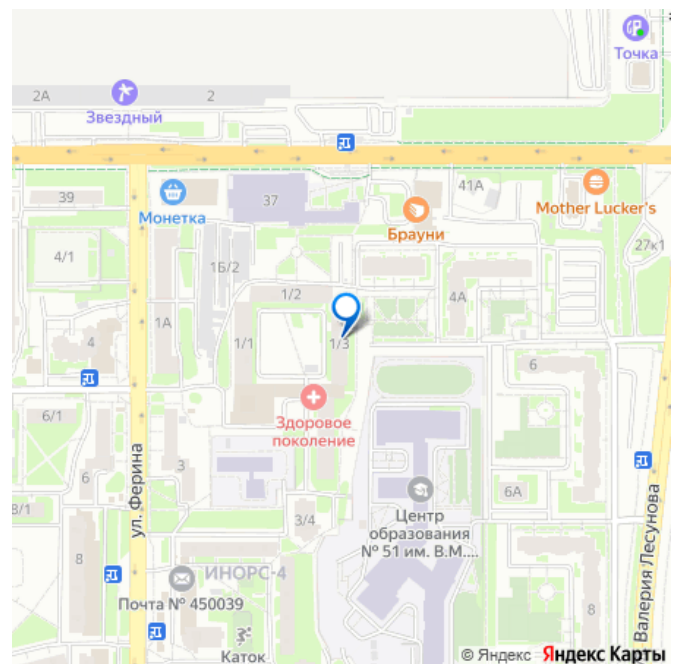 Точка
2А
2
Звездный
39
Монетка
37
41А
Брауни
Mother Lucker's
27к1
4/1
1Б/2
1/2
4А
1А
4
1/1
1/3
6
Здоровое
поколение
6/1
6
3
ул. Ферина
6А
Центр
образования
№ 51 им. В.М....
8/1
3/4
8
ИНОРС-4
Почта № 450039
Валерия Лесунова
8
Каток
© Яндекс Яндекс Карты